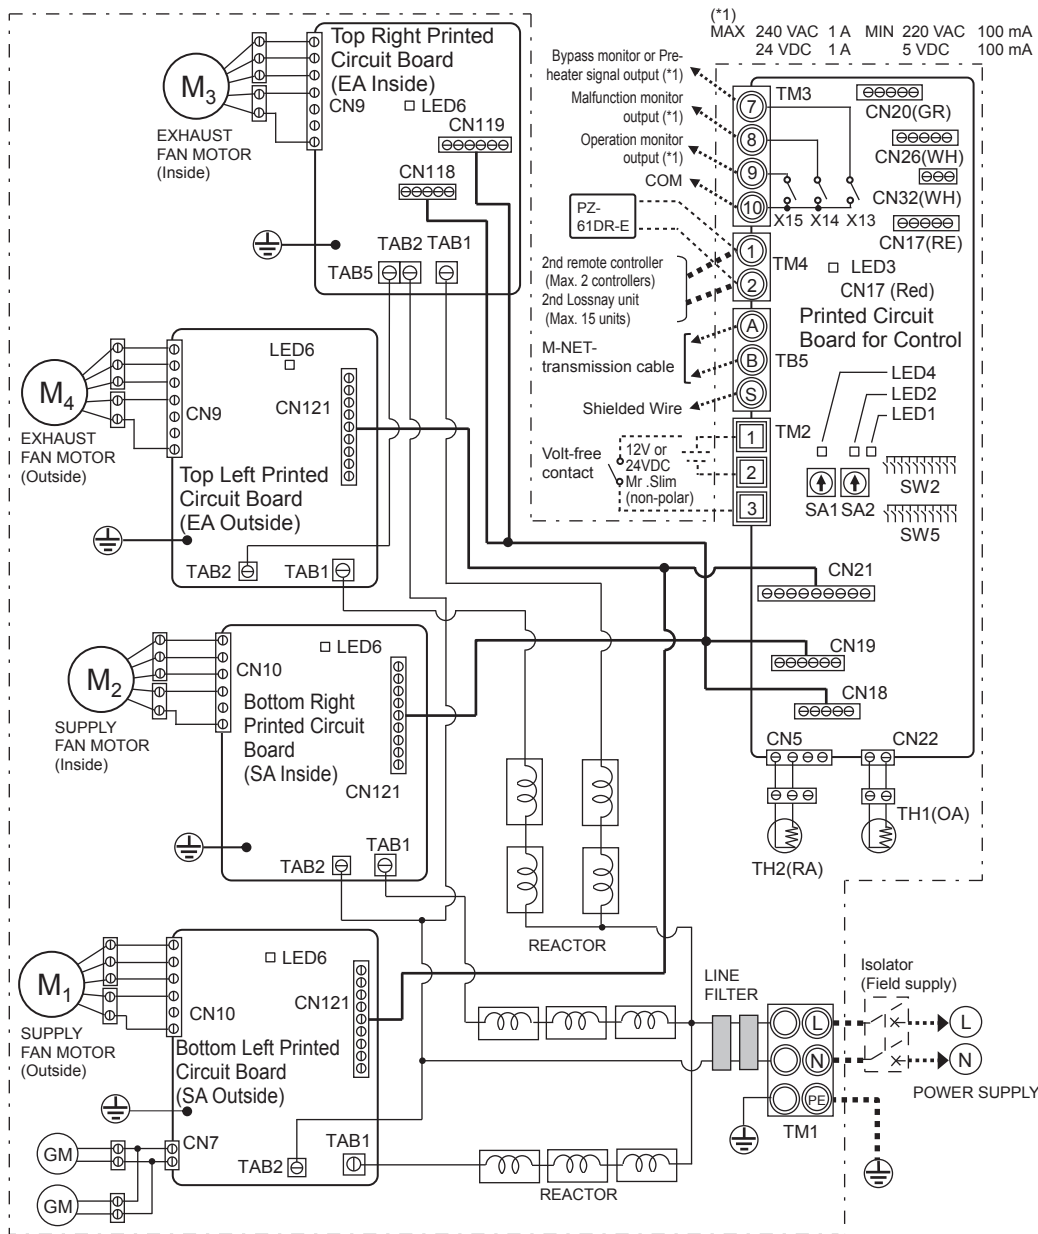 (*1)
MAX 240 VAC 1 A MIN 220 VAC 100 mA
24 VDC 1 A 5 VDC 100 mA
Top Right Printed
Circuit Board
(EA Inside)
CN9
LED6
CN119
CN118
M3
EXHAUST
FAN MOTOR
(Inside)
TAB2 TAB1
TAB5
Bypass monitor or Pre-
heater signal output (*1)
Malfunction monitor
output (*1)
Operation monitor
output (*1)
COM
PZ-
61DR-E
2nd remote controller
(Max. 2 controllers)
2nd Lossnay unit
(Max. 15 units)
M-NET-
transmission cable
Shielded Wire
Volt-free
contact
12V or
24VDC
Mr .Slim
(non-polar)
7
8
9
10
TM3
X15 X14 X13
1
2
TM4
A
B
S
TB5
1
2
3
TM2
CN20(GR)
CN26(WH)
CN32(WH)
CN17(RE)
LED3
CN17 (Red)
Printed Circuit
Board for Control
LED4
LED2
LED1
SA1 SA2
SW2
SW5
CN21
CN19
CN18
CN5
CN22
TH2(RA)
TH1(OA)
M4
EXHAUST
FAN MOTOR
(Outside)
LED6
CN121
CN9
Top Left Printed
Circuit Board
(EA Outside)
TAB2
TAB1
M2
SUPPLY
FAN MOTOR
(Inside)
LED6
CN10
Bottom Right
Printed Circuit
Board
(SA Inside)
CN121
TAB2
TAB1
REACTOR
M1
SUPPLY
FAN MOTOR
(Outside)
LED6
CN121
CN10
Bottom Left Printed
Circuit Board
(SA Outside)
CN7
TAB2
TAB1
GM
GM
REACTOR
LINE
FILTER
L
N
PE
TM1
Isolator
(Field supply)
L
N
POWER SUPPLY